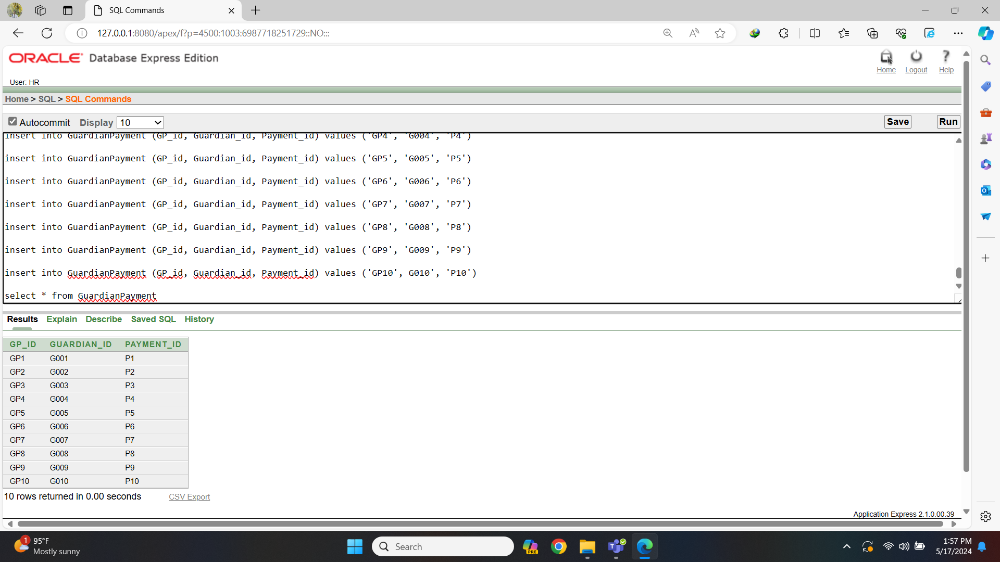 SQL Commands
127.0.0.1:8080/apex/f?p=4500:1003:6987718251729::NO:::
ORACLE Database Express Edition
Home Logout Help
User: HR
Home > SQL > SQL Commands
Autocommit Display 10 Save Run
insert into GuardianPayment (GP_id, Guardian_id, Payment_id) values ('GP4', 'G004', 'P4')
insert into GuardianPayment (GP_id, Guardian_id, Payment_id) values ('GP5', 'G005', 'P5')
insert into GuardianPayment (GP_id, Guardian_id, Payment_id) values ('GP6', 'G006', 'P6')
insert into GuardianPayment (GP_id, Guardian_id, Payment_id) values ('GP7', 'G007', 'P7')
insert into GuardianPayment (GP_id, Guardian_id, Payment_id) values ('GP8', 'G008', 'P8')
insert into GuardianPayment (GP_id, Guardian_id, Payment_id) values ('GP9', 'G009', 'P9')
insert into GuardianPayment (GP_id, Guardian_id, Payment_id) values ('GP10', G010', 'P10')
select * from GuardianPayment
Results Explain Describe Saved SQL History
GP_ID GUARDIAN_ID PAYMENT_ID
GP1 G001 P1
GP2 G002 P2
GP3 G003 P3
GP4 G004 P4
GP5 G005 P5
GP6 G006 P6
GP7 G007 P7
GP8 G008 P8
GP9 G009 P9
GP10 G010 P10
10 rows returned in 0.00 seconds CSV Export
Application Express 2.1.0.00.39
1 95°F
Mostly sunny
Search
PRE
1:57 PM
5/17/2024